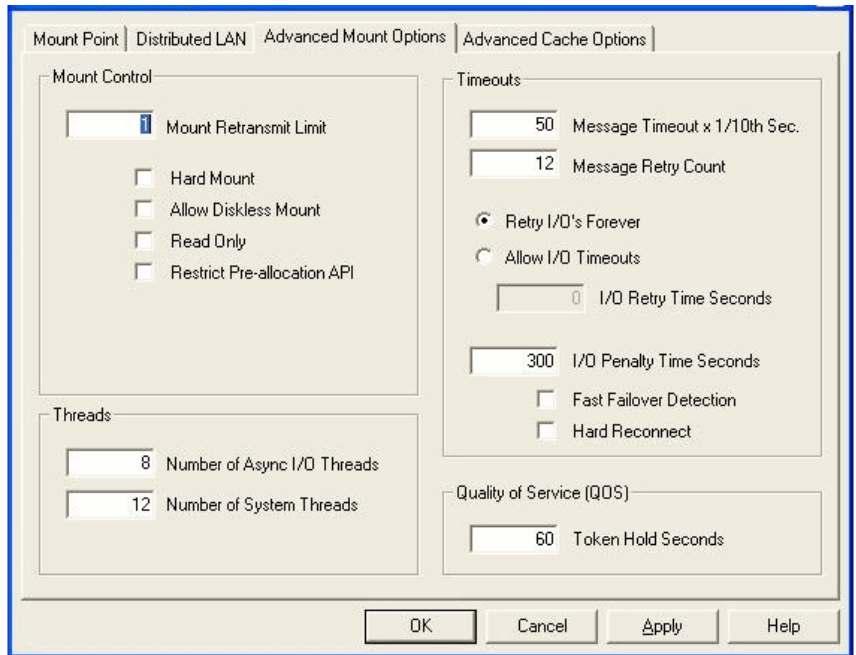 Mount Point
Distributed LAN
Advanced Mount Options
Advanced Cache Options
Mount Control
1 Mount Retransmit Limit
Hard Mount
Allow Diskless Mount
Read Only
Restrict Pre-allocation API
Threads
8 Number of Async I/O Threads
12 Number of System Threads
Timeouts
50 Message Timeout x 1/10th Sec.
12 Message Retry Count
Retry I/O's Forever
Allow I/O Timeouts
0 I/O Retry Time Seconds
300 I/O Penalty Time Seconds
Fast Failover Detection
Hard Reconnect
Quality of Service (QOS)
60 Token Hold Seconds
OK
Cancel
Apply
Help